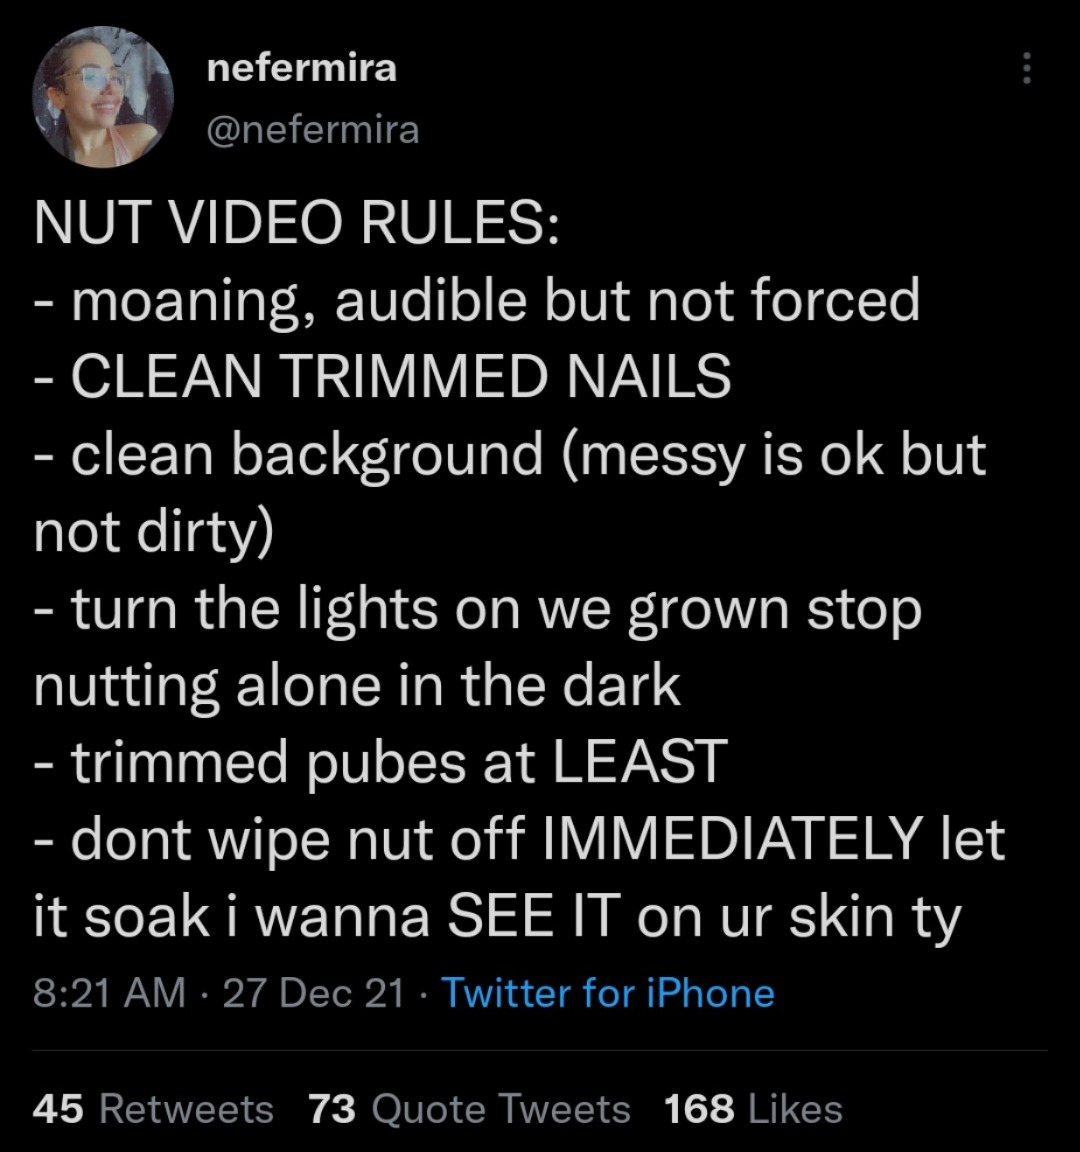 nefermira
@nefermira
NUT VIDEO RULES:
- moaning, audible but not forced
- CLEAN TRIMMED NAILS
- clean background (messy is ok but
not dirty)
- turn the lights on we grown stop
nutting alone in the dark
- trimmed pubes at LEAST
- dont wipe nut off IMMEDIATELY let
it soak i wanna SEE IT on ur skin ty
8:21 AM · 27 Dec 21 · Twitter for iPhone
45 Retweets 73 Quote Tweets 168 Likes